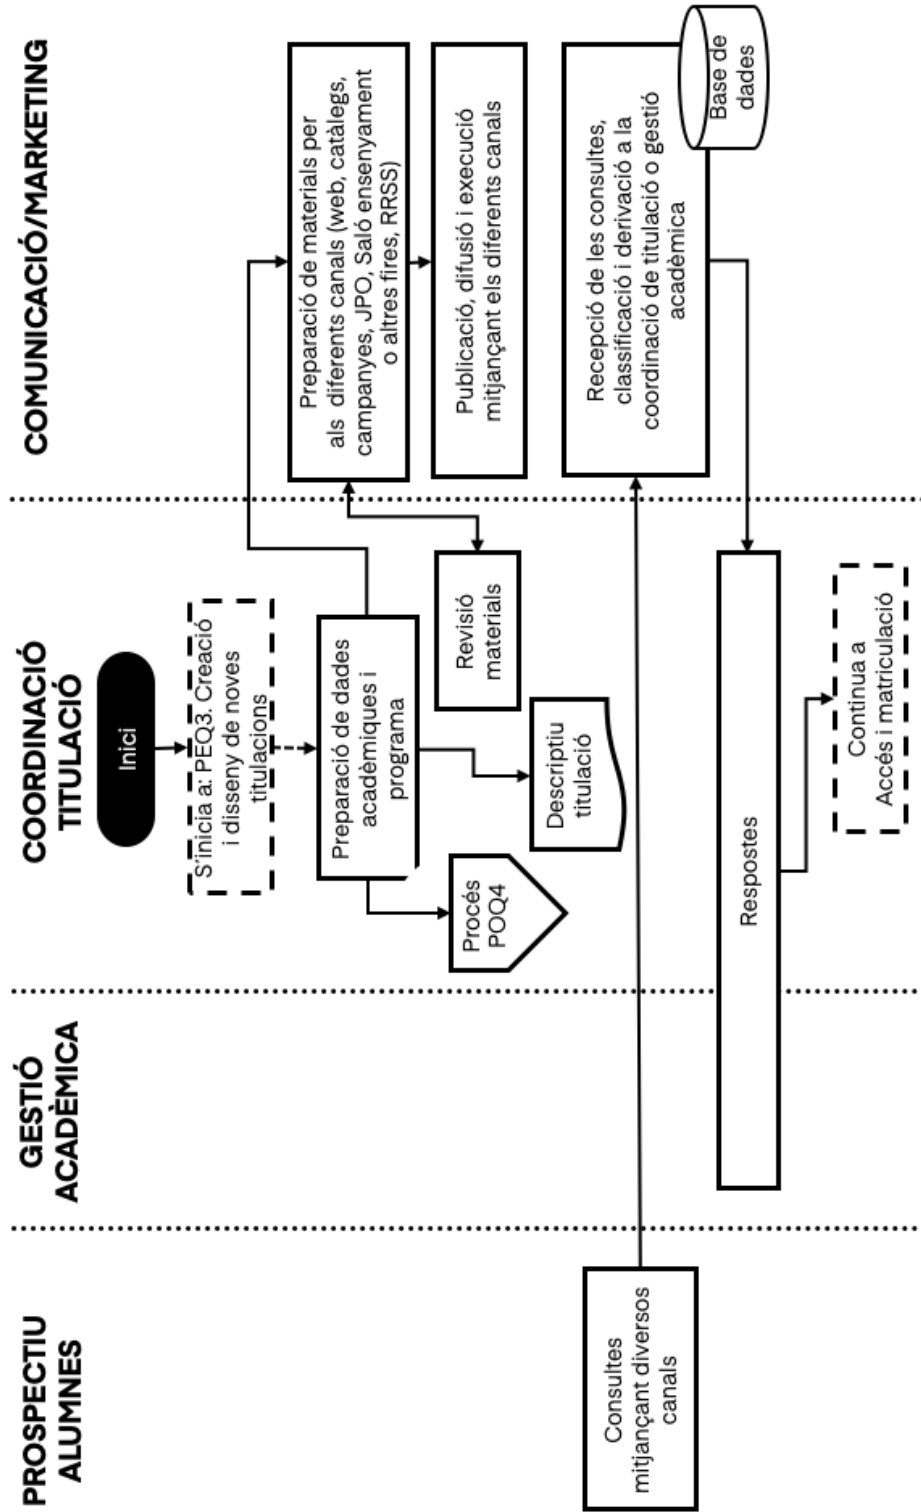 PROSPECTIU
ALUMNES
GESTIÓ
ACADÈMICA
COORDINACIÓ
TITULACIÓ
COMUNICACIÓ/MARKETING
Inici
S'inicia a: PEQ3. Creació
i disseny de noves
titulacions
Preparació de dades
acadèmiques i
programa
Preparació de materials per
als diferents canals (web, catàlegs,
campanyes, JPO, Saló ensenyament
o altres fires, RRSS)
Procés
POQ4
Descriptiu
titulació
Revisió
materials
Publicació, difusió i execució
mitjançant els diferents canals
Consultes
mitjançant diversos
canals
Recepció de les consultes,
classificació i derivació a la
coordinació de titulació o gestió
acadèmica
Base de
dades
Respostes
Continua a
Accés i matriculació